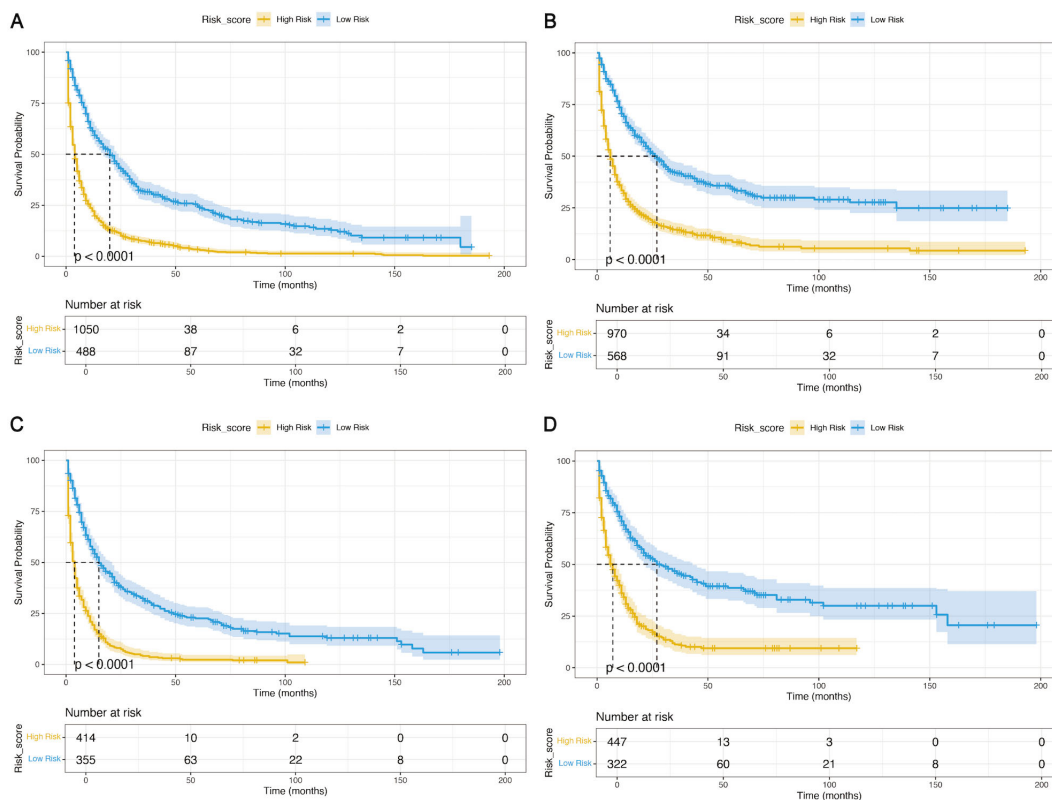 A
Risk_score High Risk Low Risk
Survival Probability
100
75
50
25
0
p < 0.0001
0 50 100 150 200
Time (months)
Number at risk
Risk_score
High Risk 1050 38 6 2 0
Low Risk 488 87 32 7 0
0 50 100 150 200
Time (months)
B
Risk_score High Risk Low Risk
Survival Probability
100
75
50
25
0
p < 0.0001
0 50 100 150 200
Time (months)
Number at risk
Risk_score
High Risk 970 34 6 2 0
Low Risk 568 91 32 7 0
0 50 100 150 200
Time (months)
C
Risk_score High Risk Low Risk
Survival Probability
100
75
50
25
0
p < 0.0001
0 50 100 150 200
Time (months)
Number at risk
Risk_score
High Risk 414 10 2 0 0
Low Risk 355 63 22 8 0
0 50 100 150 200
Time (months)
D
Risk_score High Risk Low Risk
Survival Probability
100
75
50
25
0
p < 0.0001
0 50 100 150 200
Time (months)
Number at risk
Risk_score
High Risk 447 13 3 0 0
Low Risk 322 60 21 8 0
0 50 100 150 200
Time (months)